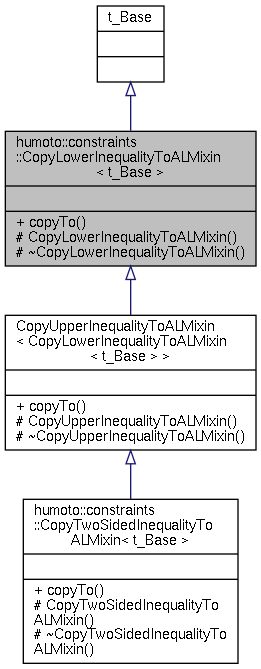 t_Base
humoto::constraints
::CopyLowerInequalityToALMixin
< t_Base >
+ copyTo()
# CopyLowerInequalityToALMixin()
# ~CopyLowerInequalityToALMixin()
CopyUpperInequalityToALMixin
< CopyLowerInequalityToALMixin
< t_Base > >
+ copyTo()
# CopyUpperInequalityToALMixin()
# ~CopyUpperInequalityToALMixin()
humoto::constraints
::CopyTwoSidedInequalityTo
ALMixin< t_Base >
+ copyTo()
# CopyTwoSidedInequalityTo
ALMixin()
# ~CopyTwoSidedInequalityTo
ALMixin()